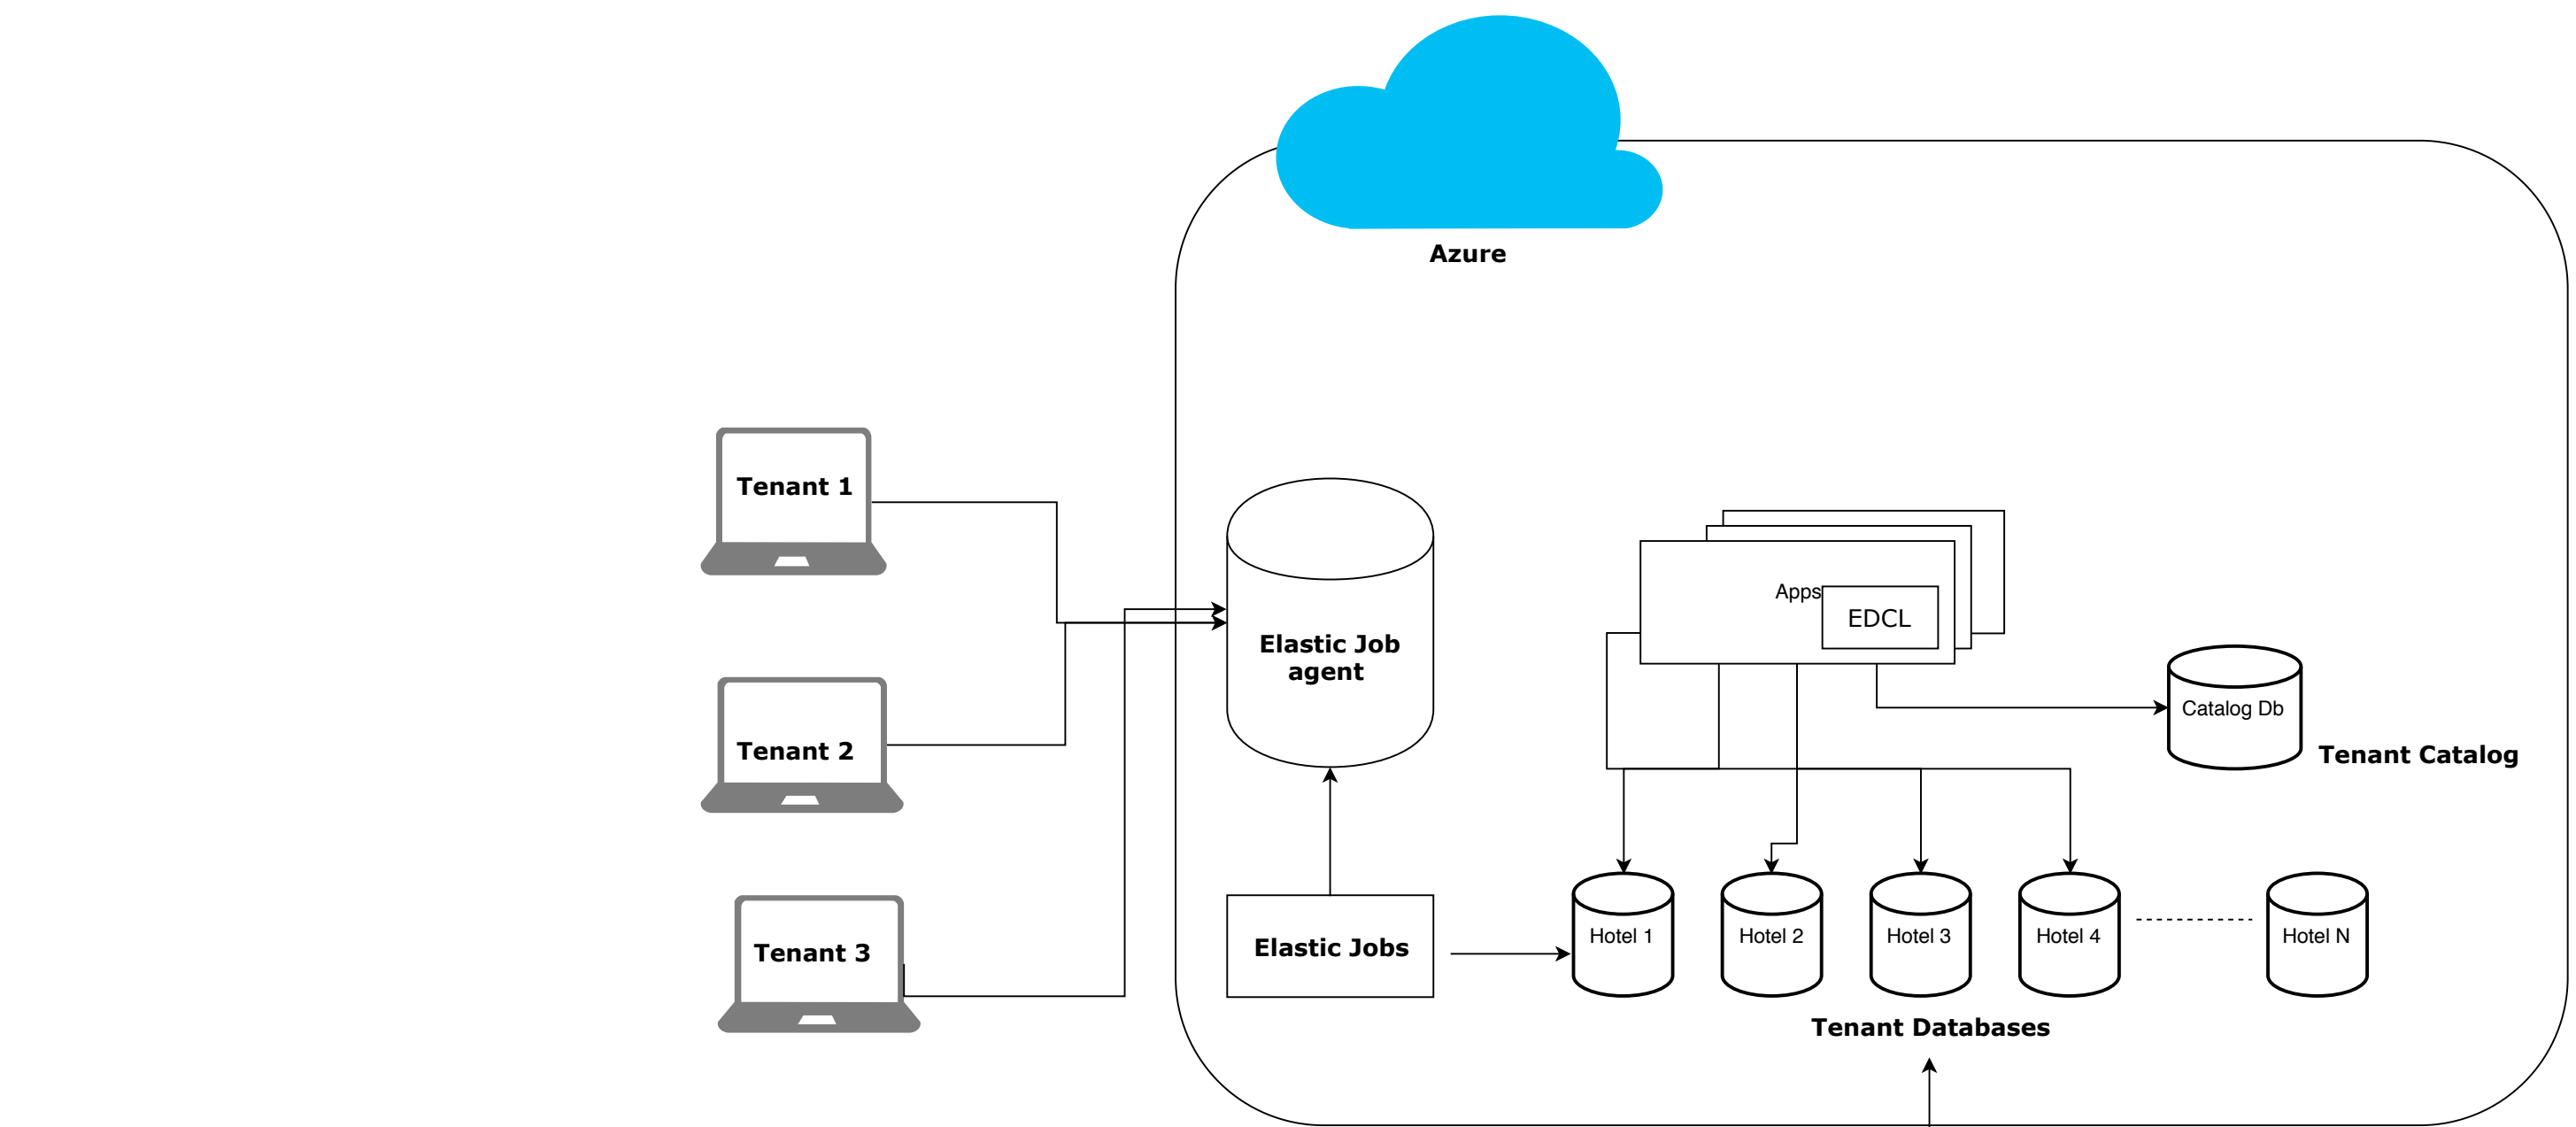 Azure
Tenant 1
Tenant 2
Tenant 3
Elastic Job
agent
Elastic Jobs
Apps
EDCL
Catalog Db
Tenant Catalog
Hotel 1
Hotel 2
Hotel 3
Hotel 4
Hotel N
Tenant Databases